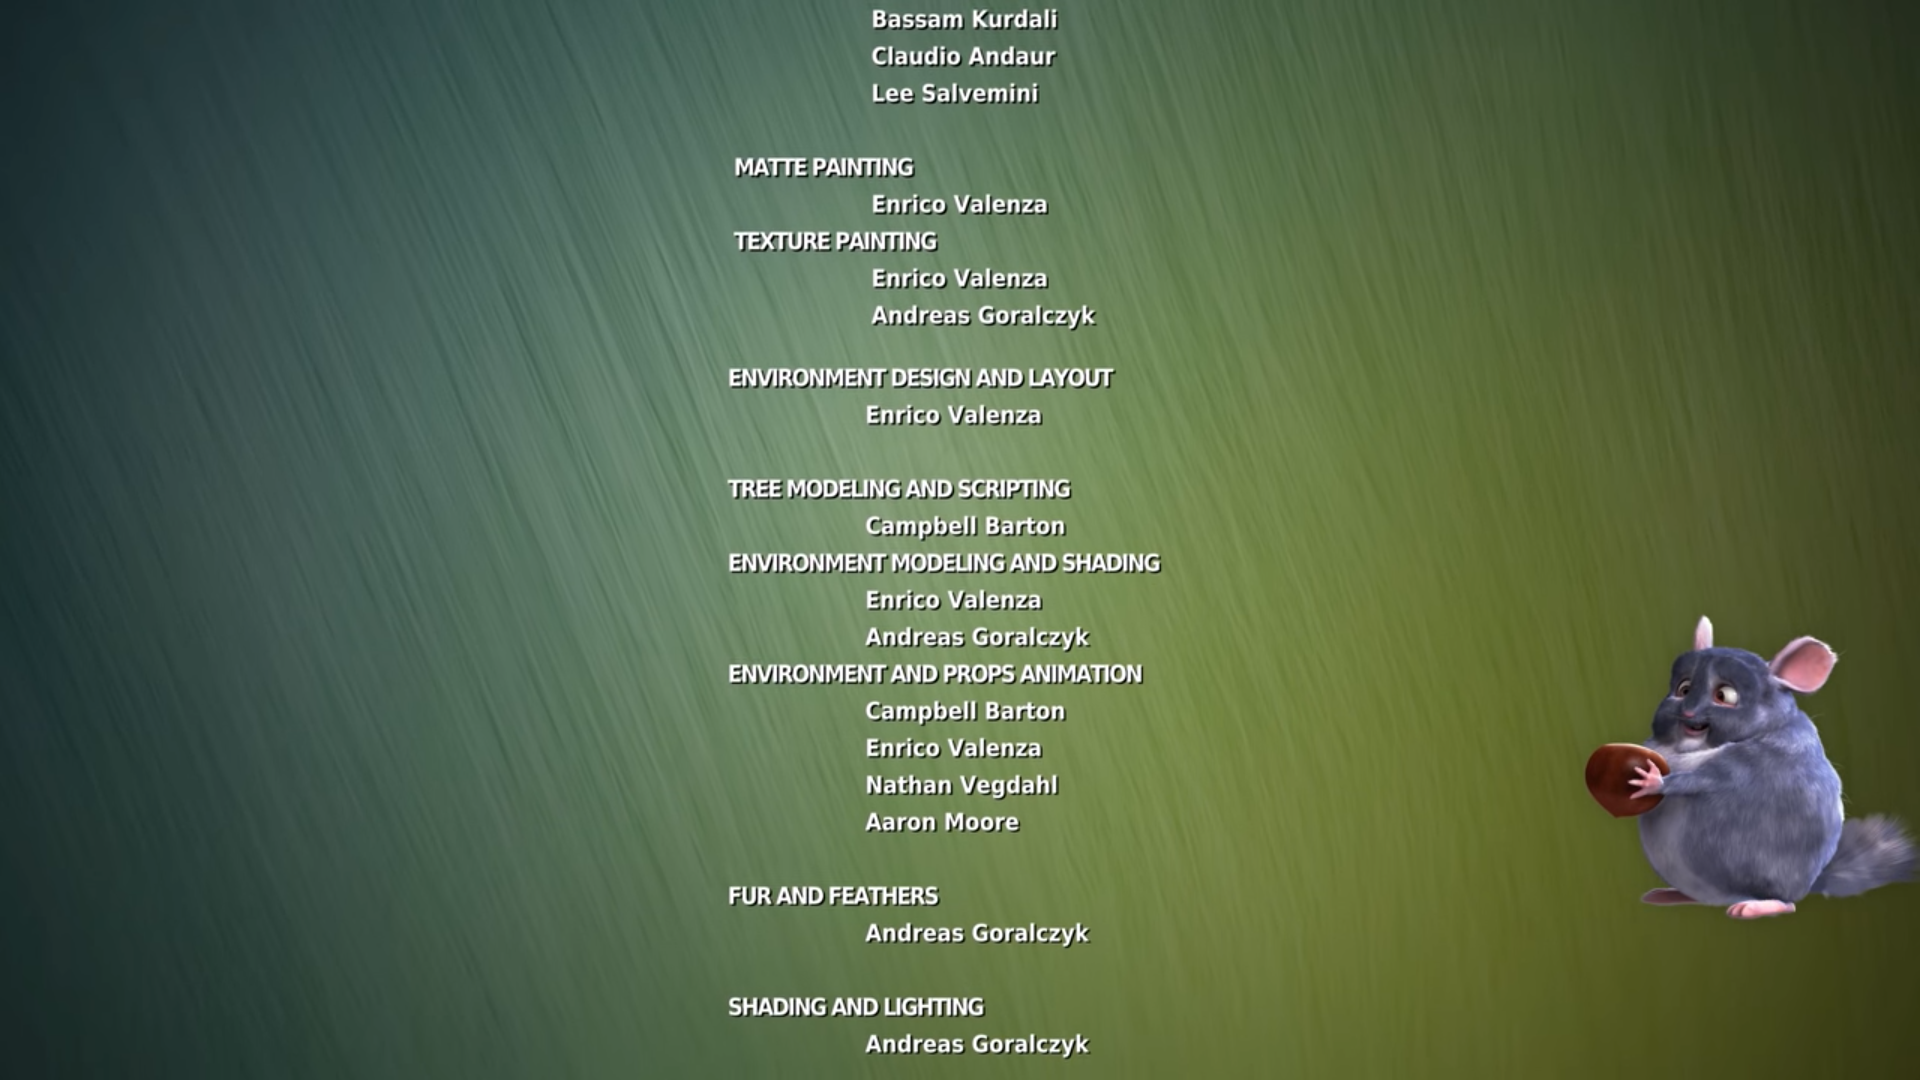 Bassam Kurdali
Claudio Andaur
Lee Salvemini
MATTE PAINTING
Enrico Valenza
TEXTURE PAINTING
Enrico Valenza
Andreas Goralczyk
ENVIRONMENT DESIGN AND LAYOUT
Enrico Valenza
TREE MODELING AND SCRIPTING
Campbell Barton
ENVIRONMENT MODELING AND SHADING
Enrico Valenza
Andreas Goralczyk
ENVIRONMENT AND PROPS ANIMATION
Campbell Barton
Enrico Valenza
Nathan Vegdahl
Aaron Moore
FUR AND FEATHERS
Andreas Goralczyk
SHADING AND LIGHTING
Andreas Goralczyk